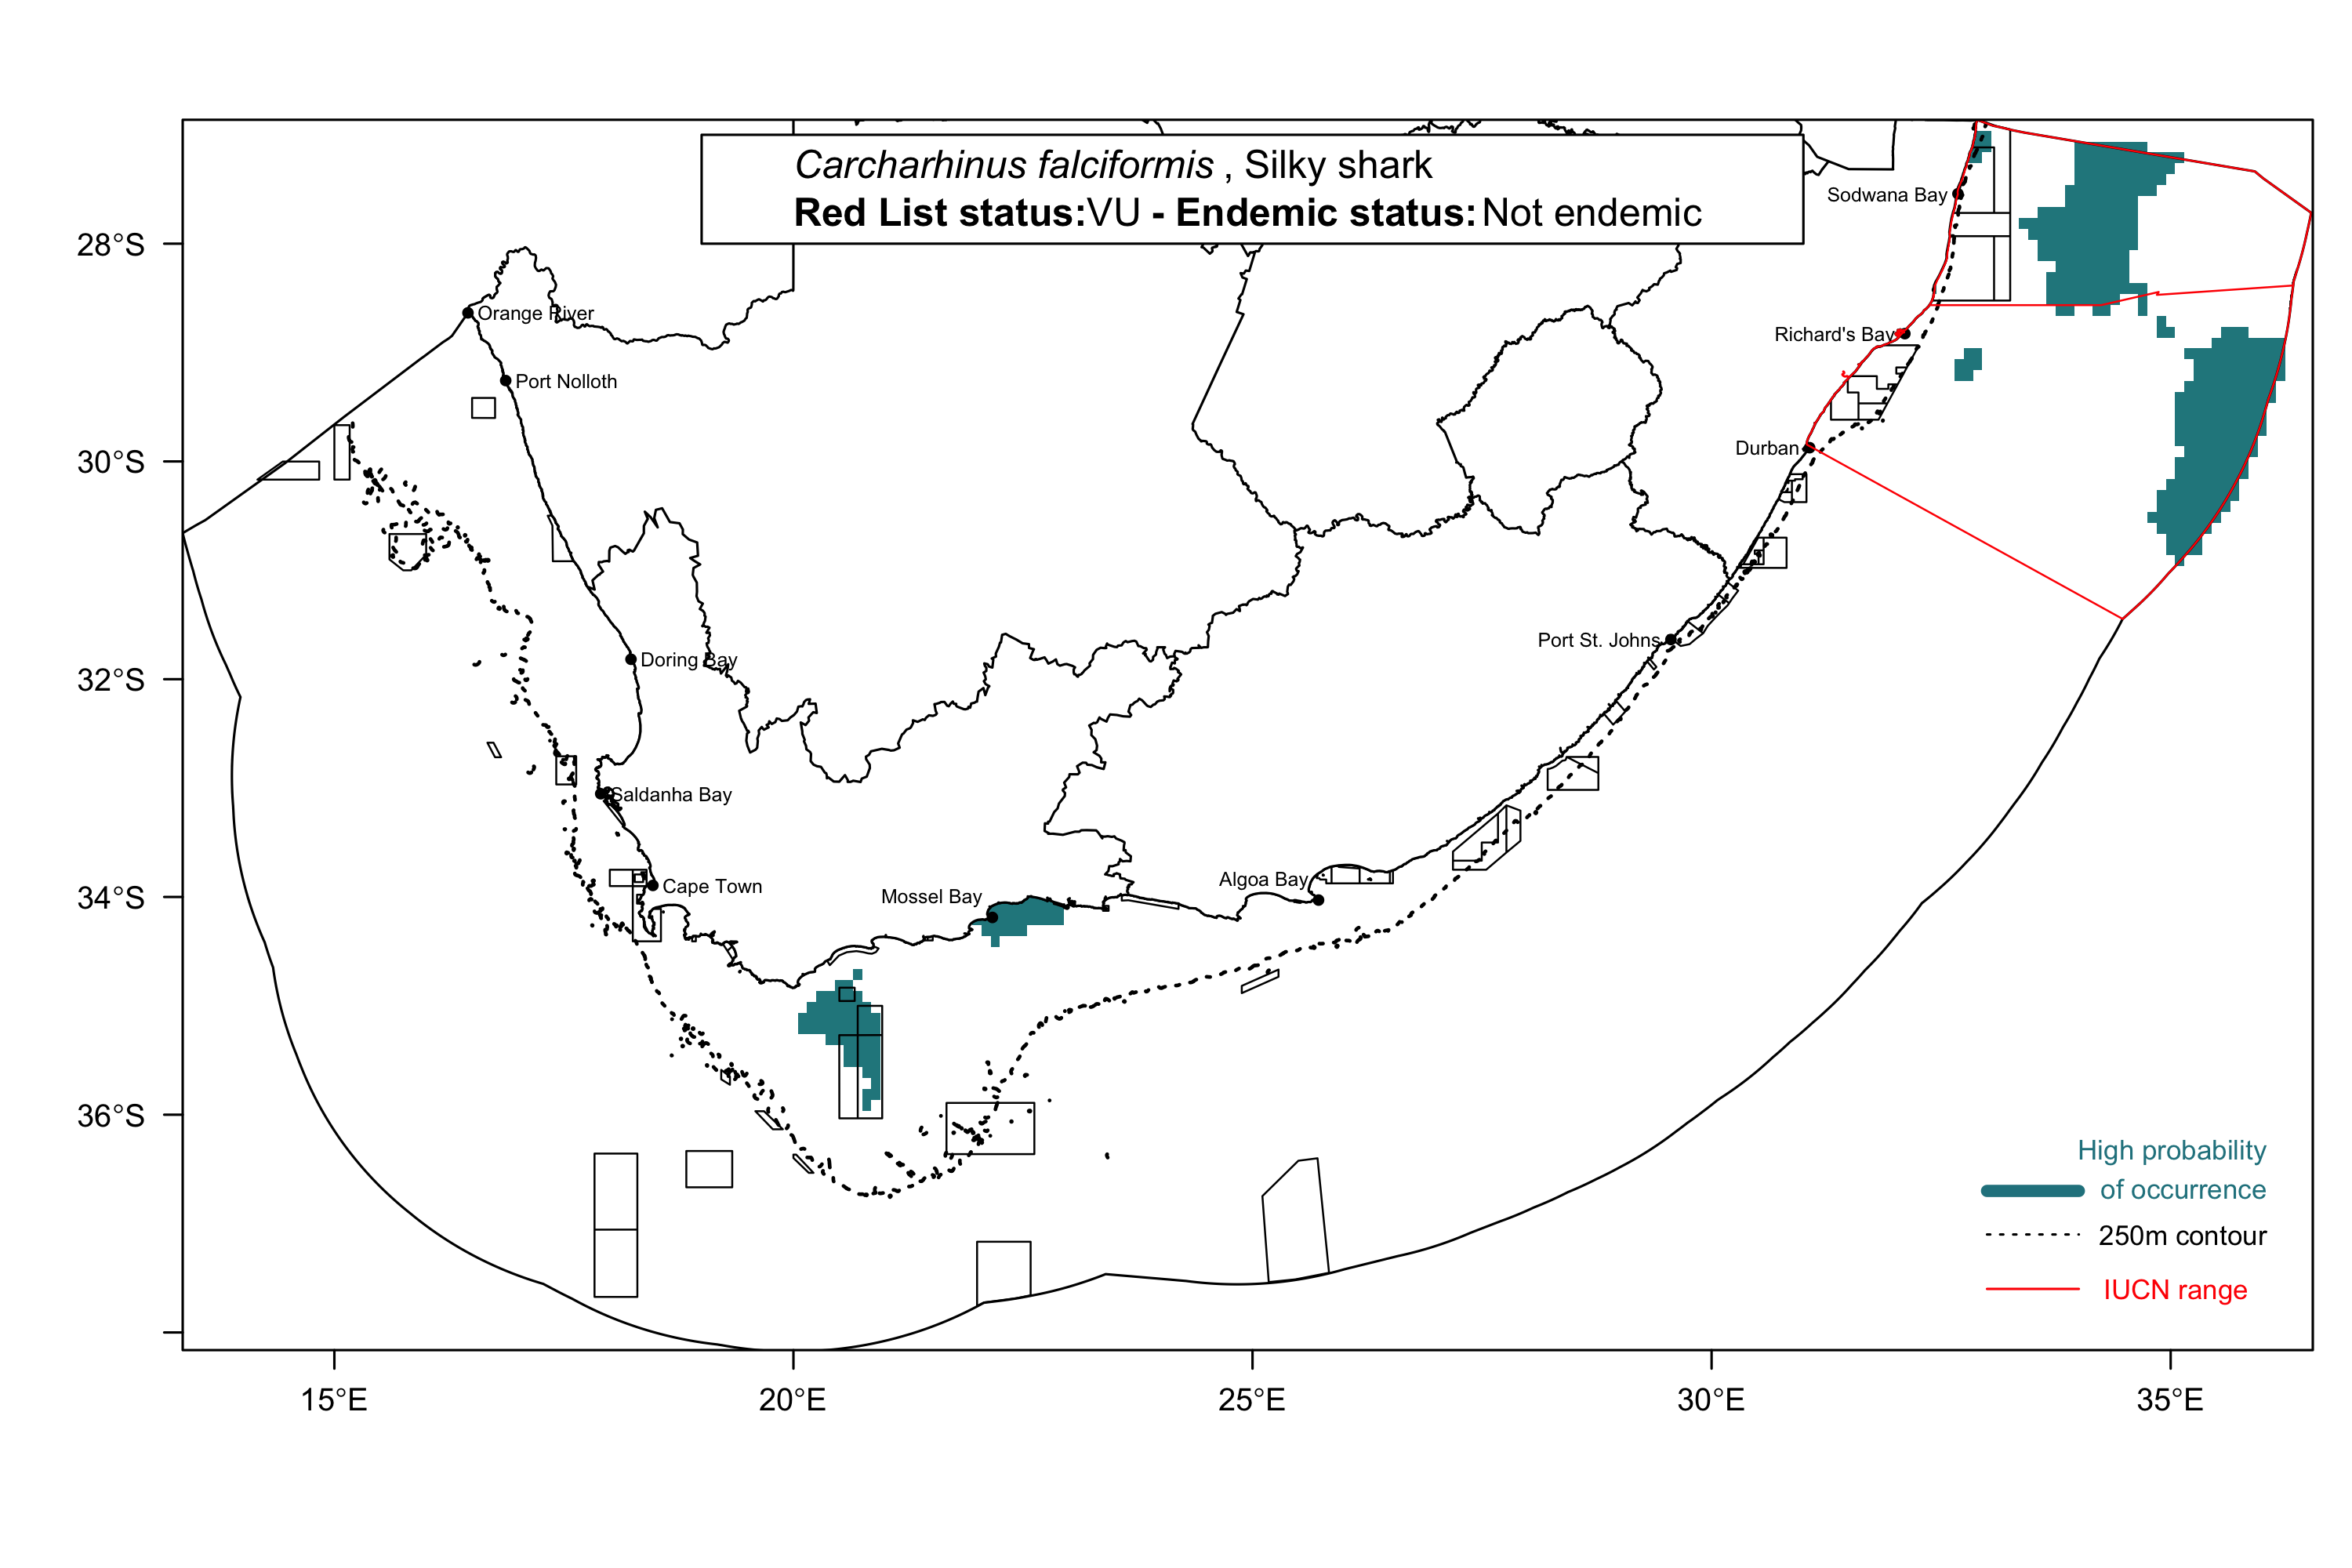 Carcharhinus falciformis , Silky shark
Red List status:VU - Endemic status: Not endemic
Sodwana Bay
28°S
Orange River
Richard's Bay
Port Nolloth
Durban
30°S
Port St. Johns
Doring Bay
32°S
Saldanha Bay
Algoa Bay
Cape Town
Mossel Bay
34°S
36°S
High probability
of occurrence
250m contour
IUCN range
15°E
20°E
25°E
30°E
35°E